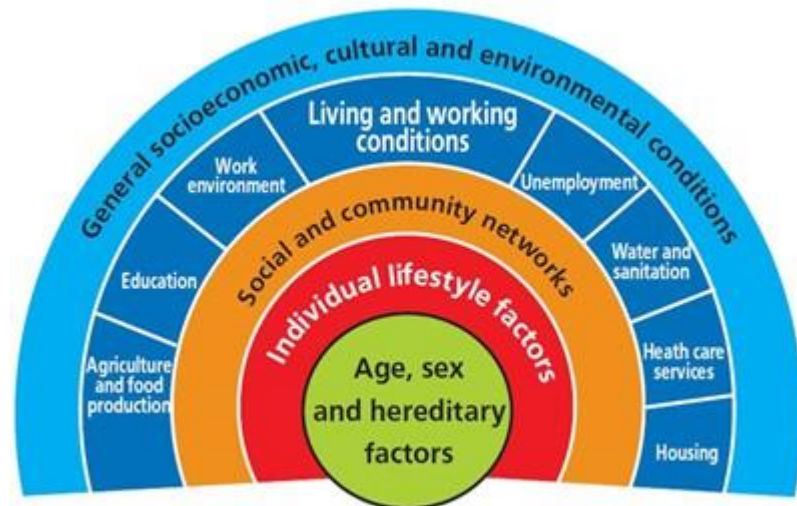 General socioeconomic, cultural and environmental conditions
Living and working
conditions
Work
environment
Unemployment
Education
Water and
sanitation
Agriculture
and food
production
Heath care
services
Housing
Social and community networks
Individual lifestyle factors
Age, sex
and hereditary
factors